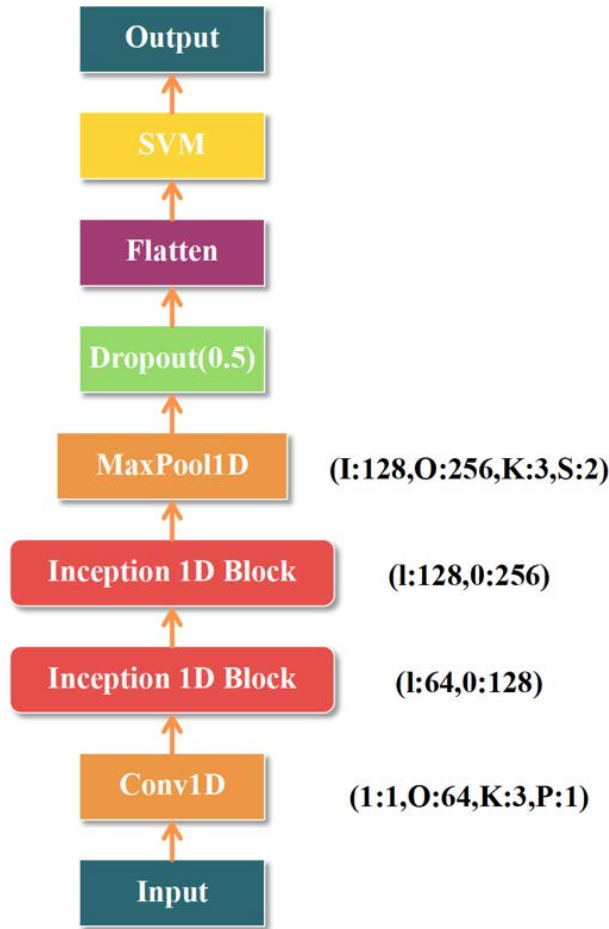 Output
SVM
Flatten
Dropout(0.5)
MaxPool1D (I:128,O:256,K:3,S:2)
Inception 1D Block (l:128,0:256)
Inception 1D Block (l:64,0:128)
Conv1D (1:1,O:64,K:3,P:1)
Input